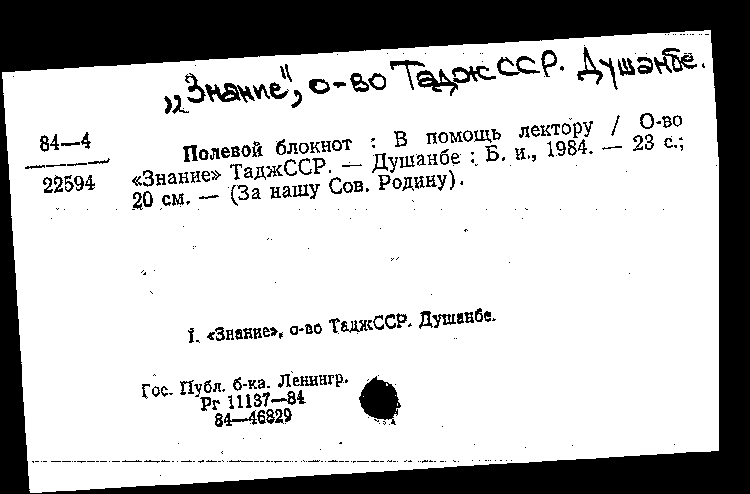 „Знание", о-во ТаджССР. Душанбе.
84—4
22594
Полевой блокнот : В помощь лектору / О-во
«Знание» ТаджССР. — Душанбе : Б. и., 1984. — 23 с.;
20 см. — (За нашу Сов. Родину).
I. «Знание», о-во ТаджССР. Душанбе.
Гос. Публ. б-ка. Ленингр.
Рг 11137—84
84—46829